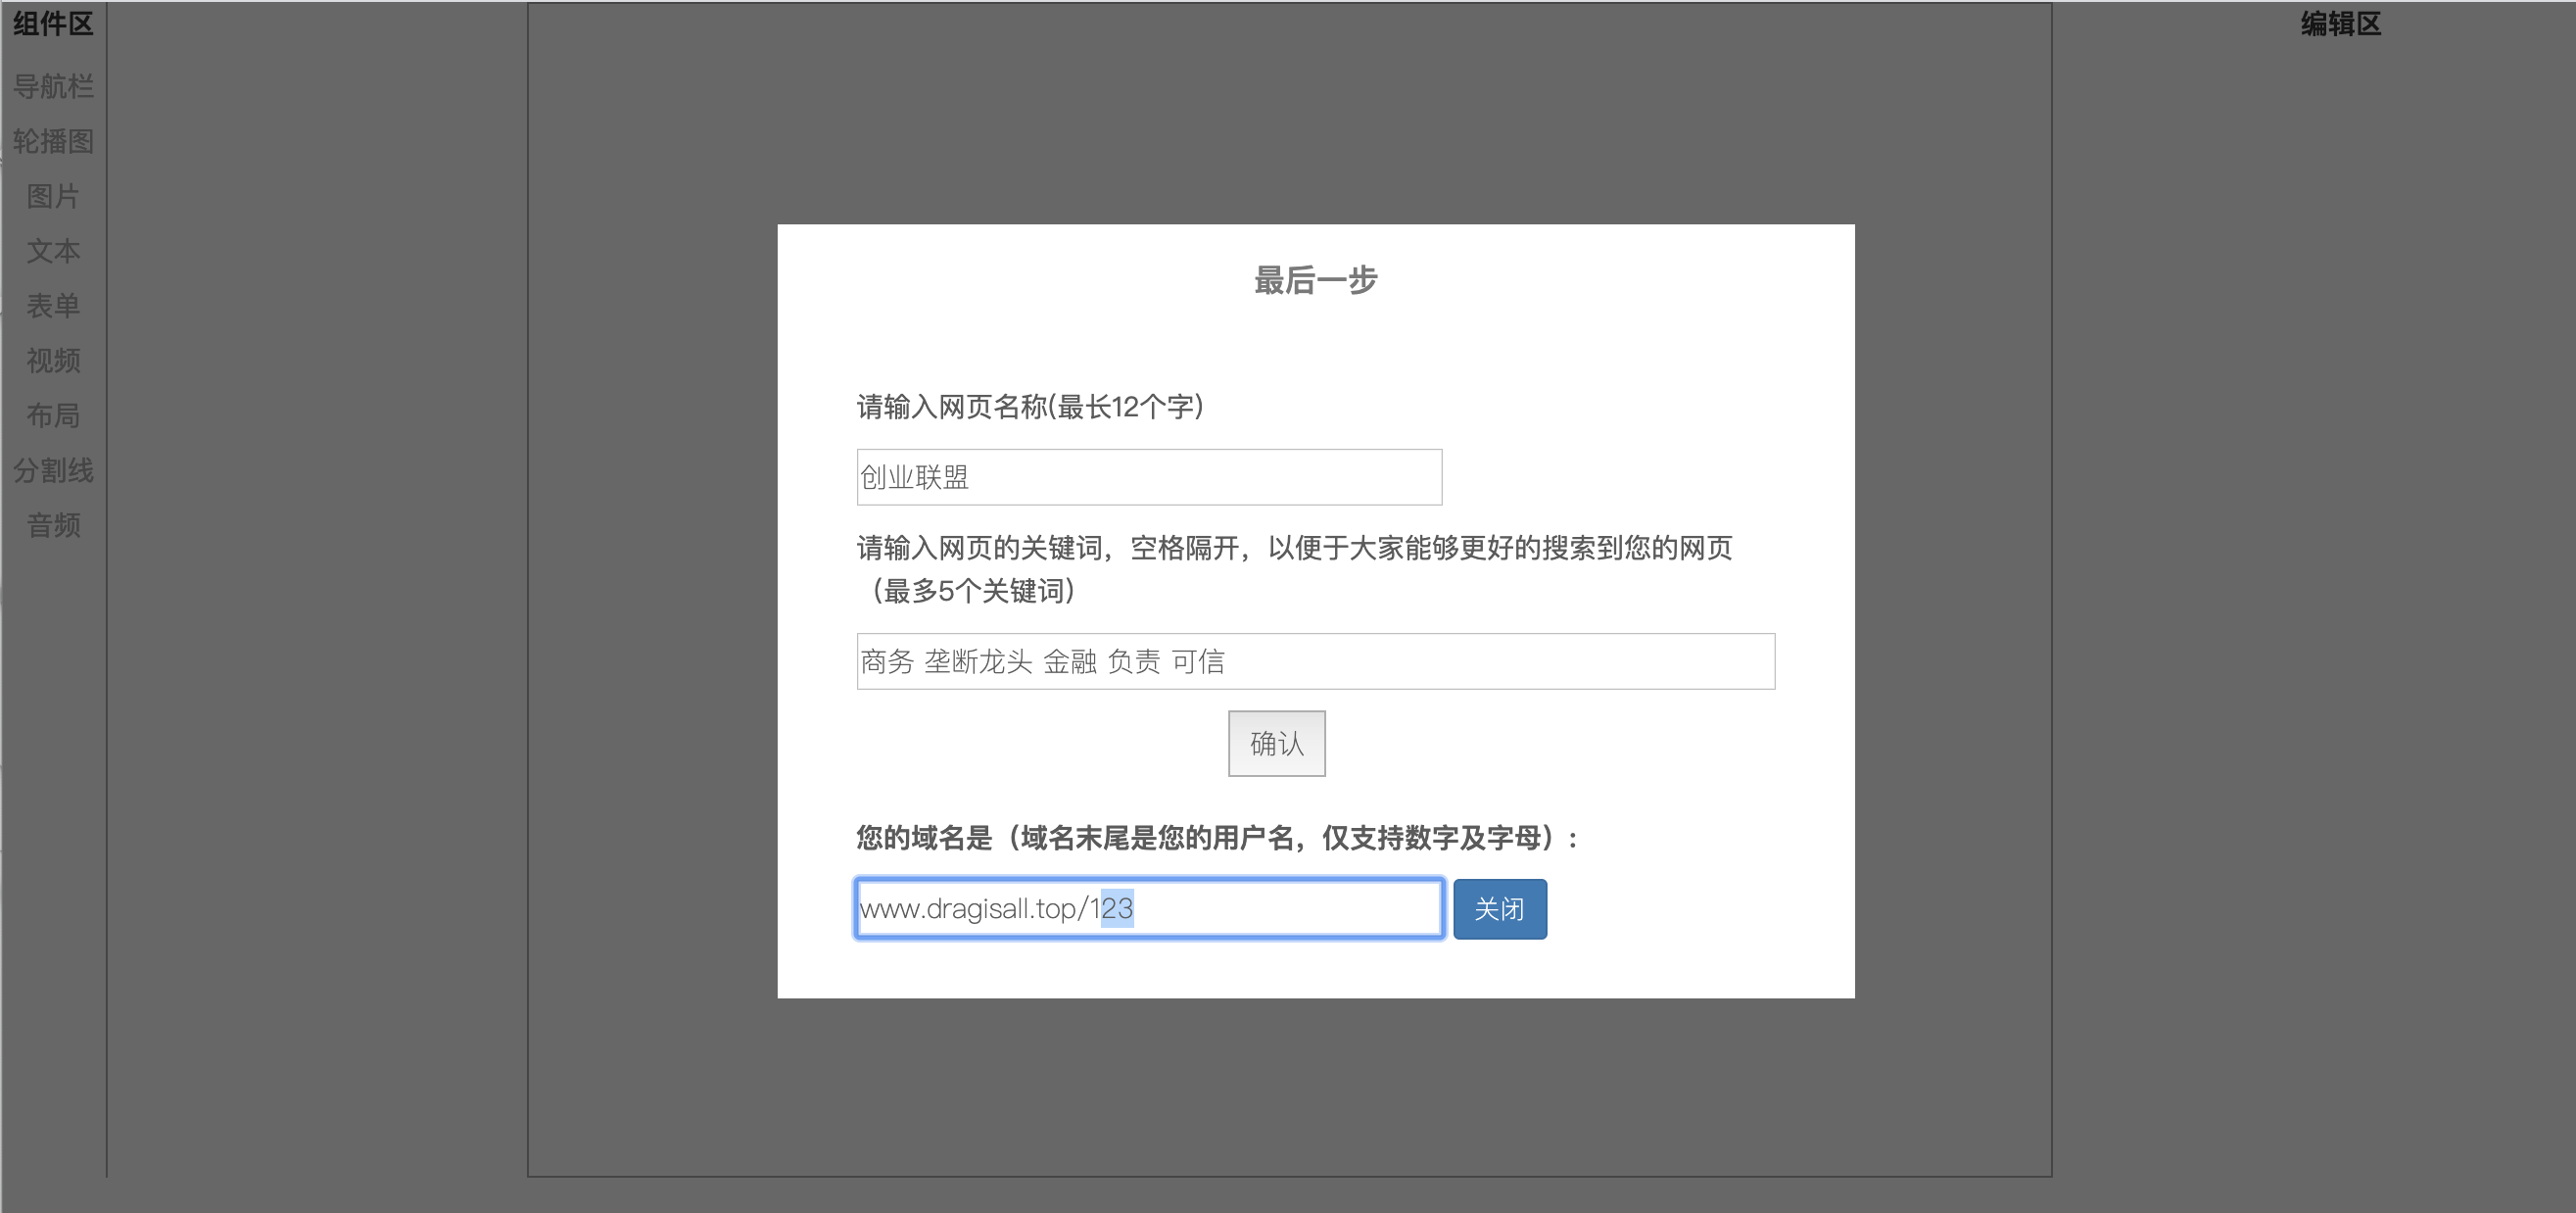 组件区
导航栏
轮播图
图片
文本
表单
视频
布局
分割线
音频
最后一步
请输入网页名称(最长12个字)
创业联盟
请输入网页的关键词，空格隔开，以便于大家能够更好的搜索到您的网页
（最多5个关键词）
商务 垄断龙头 金融 负责 可信
确认
您的域名是（域名末尾是您的用户名，仅支持数字及字母）:
www.dragisall.top/123
关闭
编辑区